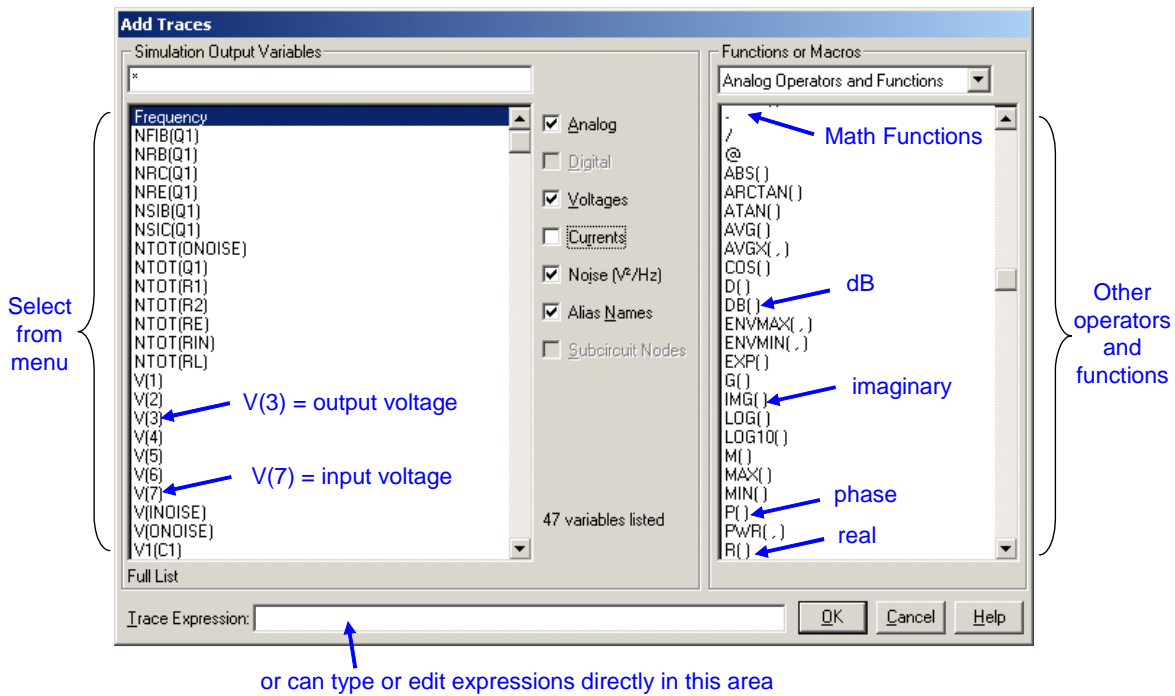 Add Traces
Simulation Output Variables
*
Frequency
NFIB(Q1)
NRB(Q1)
NRC(Q1)
NRE(Q1)
NSIB(Q1)
NSIC(Q1)
NTOT(ONOISE)
NTOT(Q1)
NTOT(R1)
NTOT(R2)
NTOT(RE)
NTOT(RIN)
NTOT(RL)
V(1)
V(2)
V(3)
V(4)
V(5)
V(6)
V(7)
V(INOISE)
V(ONOISE)
V1(C1)
Full List
Select
from
menu
V(3) = output voltage
V(7) = input voltage
Analog
Digital
Voltages
Currents
Noise (V²/Hz)
Alias Names
Subcircuit Nodes
47 variables listed
Functions or Macros
Analog Operators and Functions
-
/
@
ABS( )
ARCTAN( )
ATAN( )
AVG( )
AVGX( , )
COS( )
D( )
DB( )
ENVMAX( , )
ENVMIN( , )
EXP( )
G( )
IMG( )
LOG( )
LOG10( )
M( )
MAX( )
MIN( )
P( )
PWR( , )
R( )
Math Functions
dB
imaginary
phase
real
Other
operators
and
functions
Trace Expression:
OK
Cancel
Help
or can type or edit expressions directly in this area